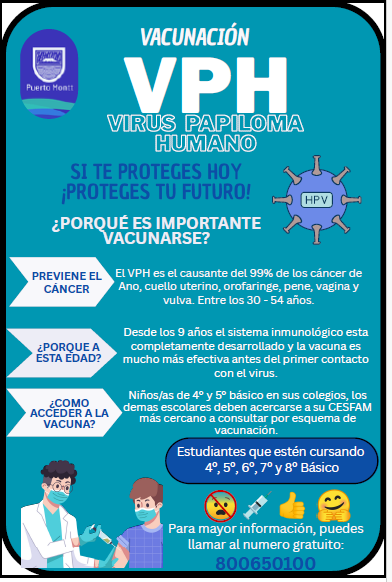 VACUNACIÓN
Puerto Montt
VPH
VIRUS PAPILOMA
HUMANO
SI TE PROTEGES HOY
¡PROTEGES TU FUTURO!
HPV
¿PORQUÉ ES IMPORTANTE
VACUNARSE?
PREVIENE EL
CÁNCER
El VPH es el causante del 99% de los cáncer de
Ano, cuello uterino, orofaringe, pene, vagina y
vulva. Entre los 30 - 54 años.
¿PORQUE A
ESTA EDAD?
Desde los 9 años el sistema inmunológico esta
completamente desarrollado y la vacuna es
mucho más efectiva antes del primer contacto
con el virus.
¿COMO
ACCEDER A LA
VACUNA?
Niños/as de 4º y 5º básico en sus colegios, los
demas escolares deben acercarse a su CESFAM
más cercano a consultar por esquema de
vacunación.
Estudiantes que estén cursando
4º, 5º, 6º, 7º y 8º Básico
Para mayor información, puedes
llamar al numero gratuito:
800650100